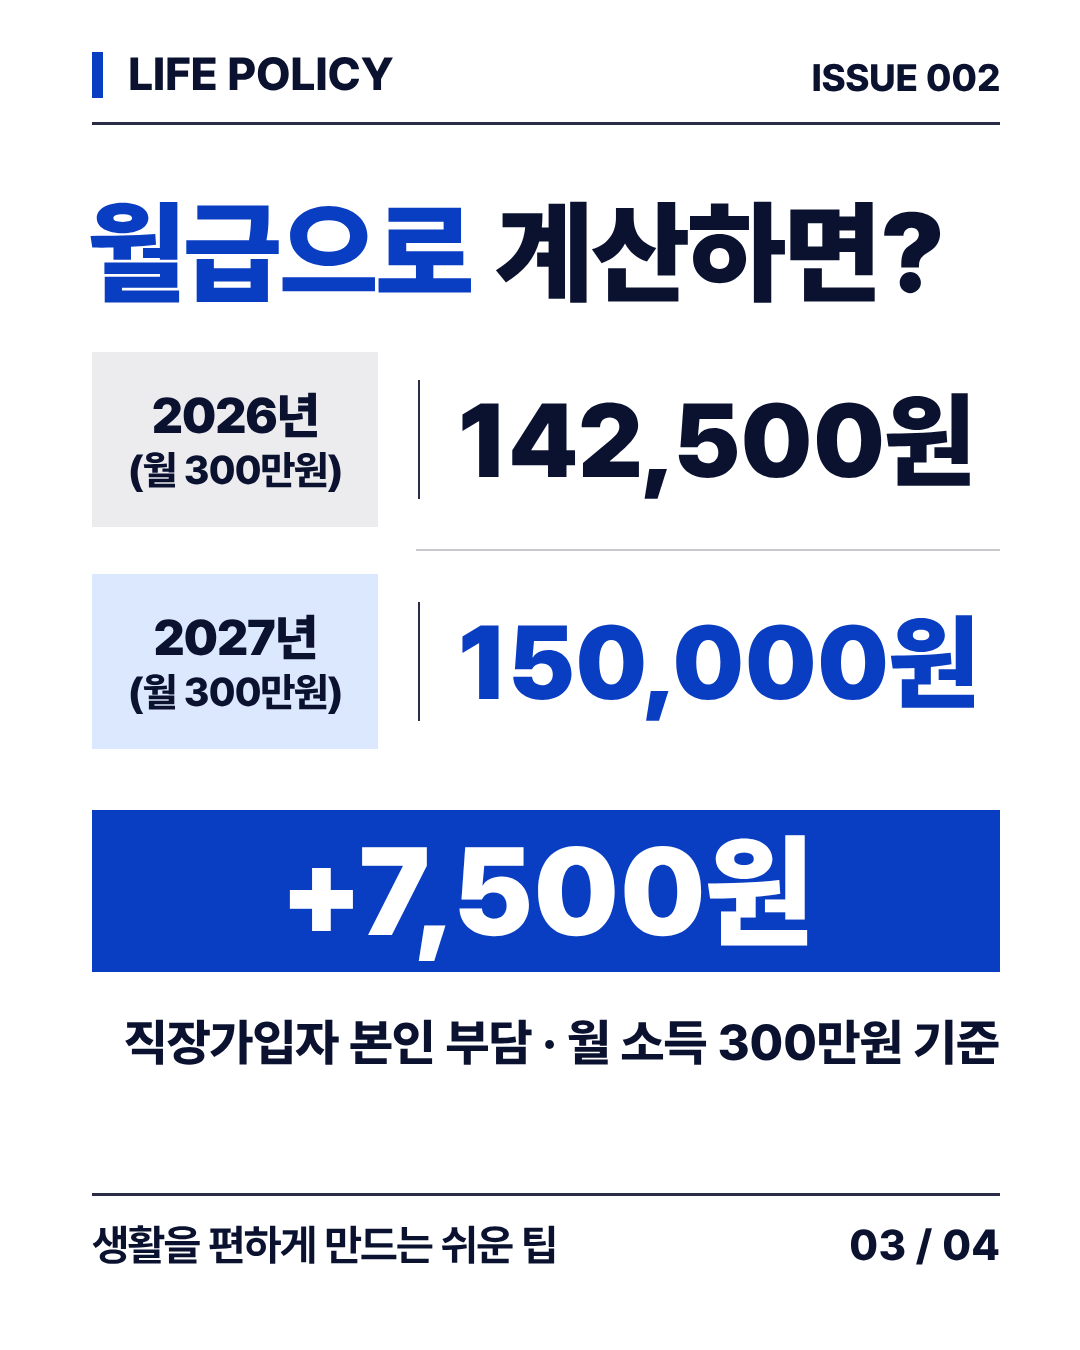 LIFE POLICY
ISSUE 002
월급으로 계산하면?
2026년
(월 300만원)
142,500원
2027년
(월 300만원)
150,000원
+7,500원
직장가입자 본인 부담 · 월 소득 300만원 기준
생활을 편하게 만드는 쉬운 팁
03 / 04